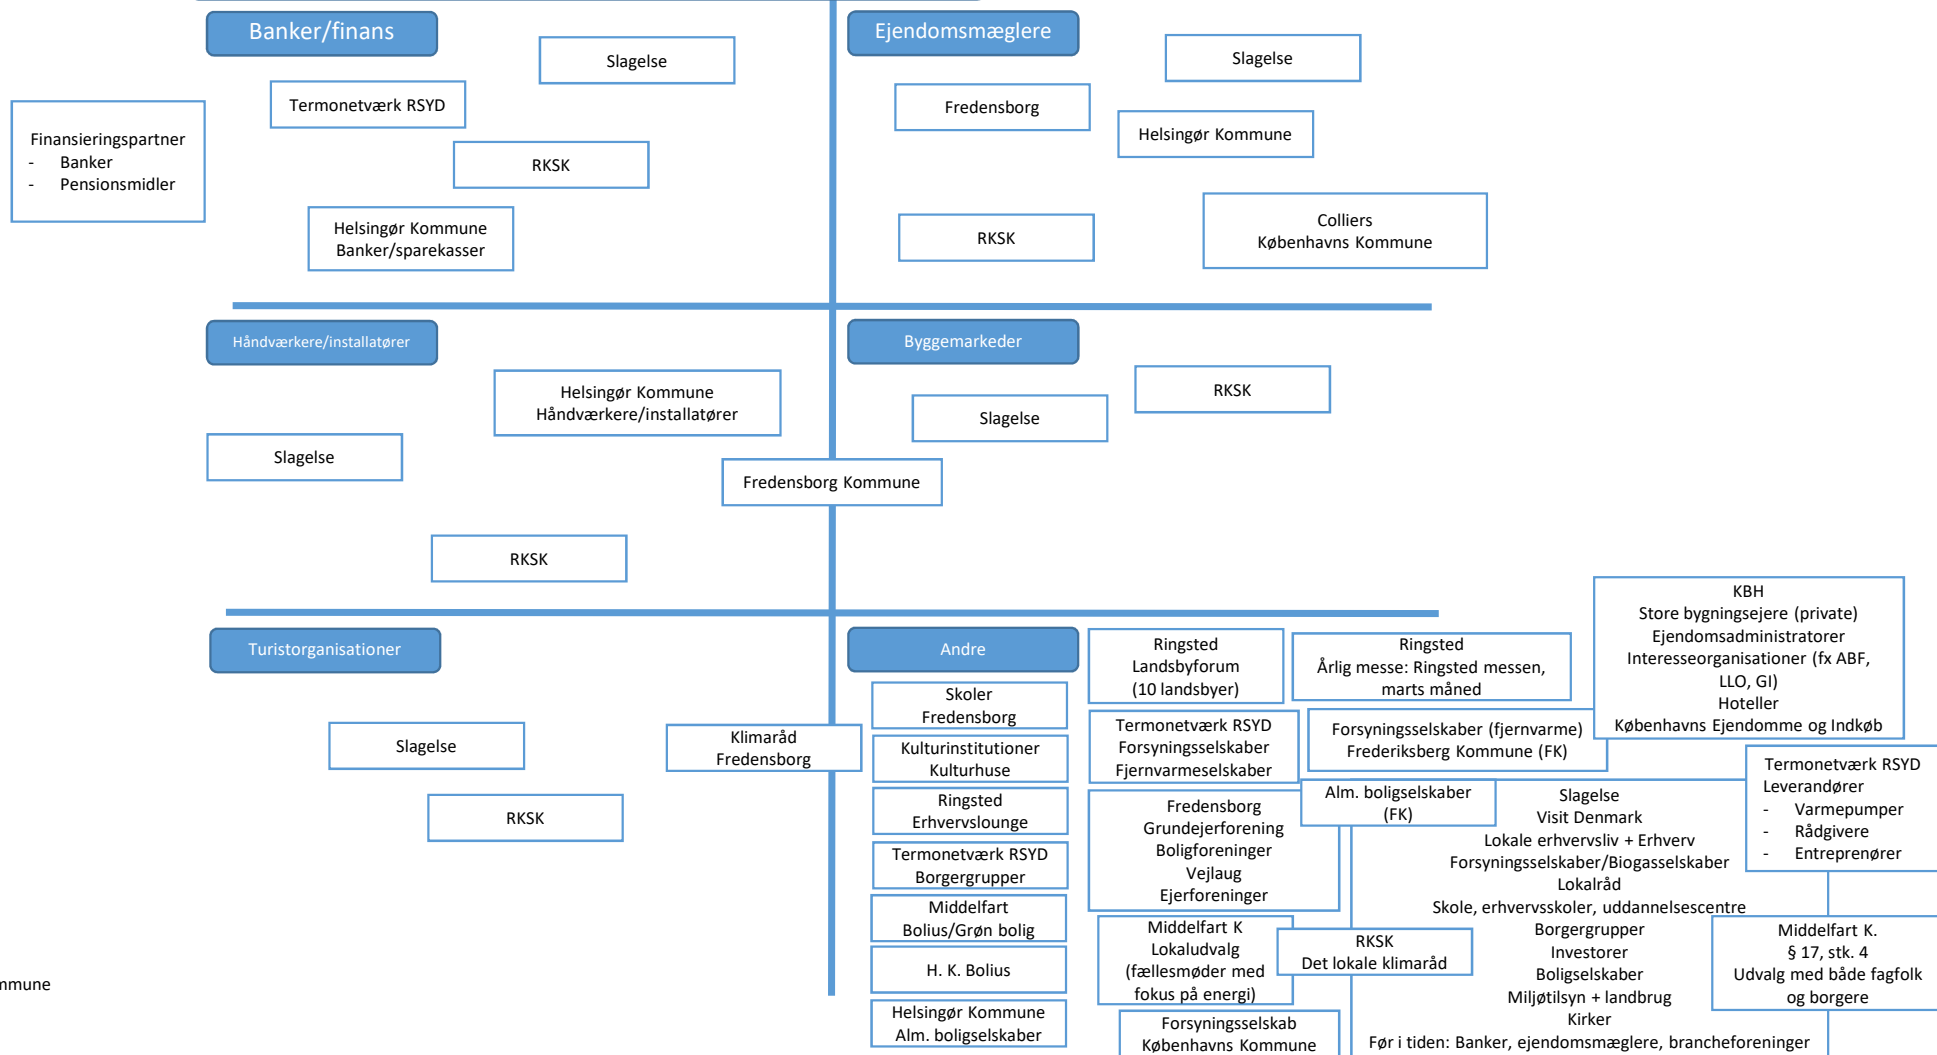 Banker/finans
Slagelse
Termonetværk RSYD
Finansieringspartner
- Banker
- Pensionsmidler
RKSK
Helsingør Kommune
Banker/sparekasser
Ejendomsmæglere
Slagelse
Fredensborg
Helsingør Kommune
RKSK
Colliers
Københavns Kommune
Håndværkere/installatører
Helsingør Kommune
Håndværkere/installatører
Slagelse
Fredensborg Kommune
RKSK
Byggemarkeder
RKSK
Slagelse
Turistorganisationer
Slagelse
Klimaråd
Fredensborg
RKSK
Andre
Skoler
Fredensborg
Kulturinstitutioner
Kulturhuse
Ringsted
Erhvervslounge
Termonetværk RSYD
Borgergrupper
Middelfart
Bolius/Grøn bolig
H. K. Bolius
Helsingør Kommune
Alm. boligselskaber
Ringsted
Landsbyforum
(10 landsbyer)
Termonetværk RSYD
Forsyningsselskaber
Fjernvarmeselskaber
Fredensborg
Grundejerforening
Boligforeninger
Vejlaug
Ejerforeninger
Middelfart K
Lokaludvalg
(fællesmøder med
fokus på energi)
Forsyningsselskab
Københavns Kommune
Ringsted
Årlig messe: Ringsted messen,
marts måned
Forsyningsselskaber (fjernvarme)
Frederiksberg Kommune (FK)
Alm. boligselskaber
(FK)
RKSK
Det lokale klimaråd
KBH
Store bygningsejere (private)
Ejendomsadministratorer
Interesseorganisationer (fx ABF,
LLO, GI)
Hoteller
Københavns Ejendomme og Indkøb
Slagelse
Visit Denmark
Lokale erhvervsliv + Erhverv
Forsyningsselskaber/Biogasselskaber
Lokalråd
Skole, erhvervsskoler, uddannelsescentre
Borgergrupper
Investorer
Boligselskaber
Miljøtilsyn + landbrug
Kirker
Før i tiden: Banker, ejendomsmæglere, brancheforeninger
Termonetværk RSYD
Leverandører
- Varmepumper
- Rådgivere
- Entreprenører
Middelfart K.
§ 17, stk. 4
Udvalg med både fagfolk
og borgere
mmune